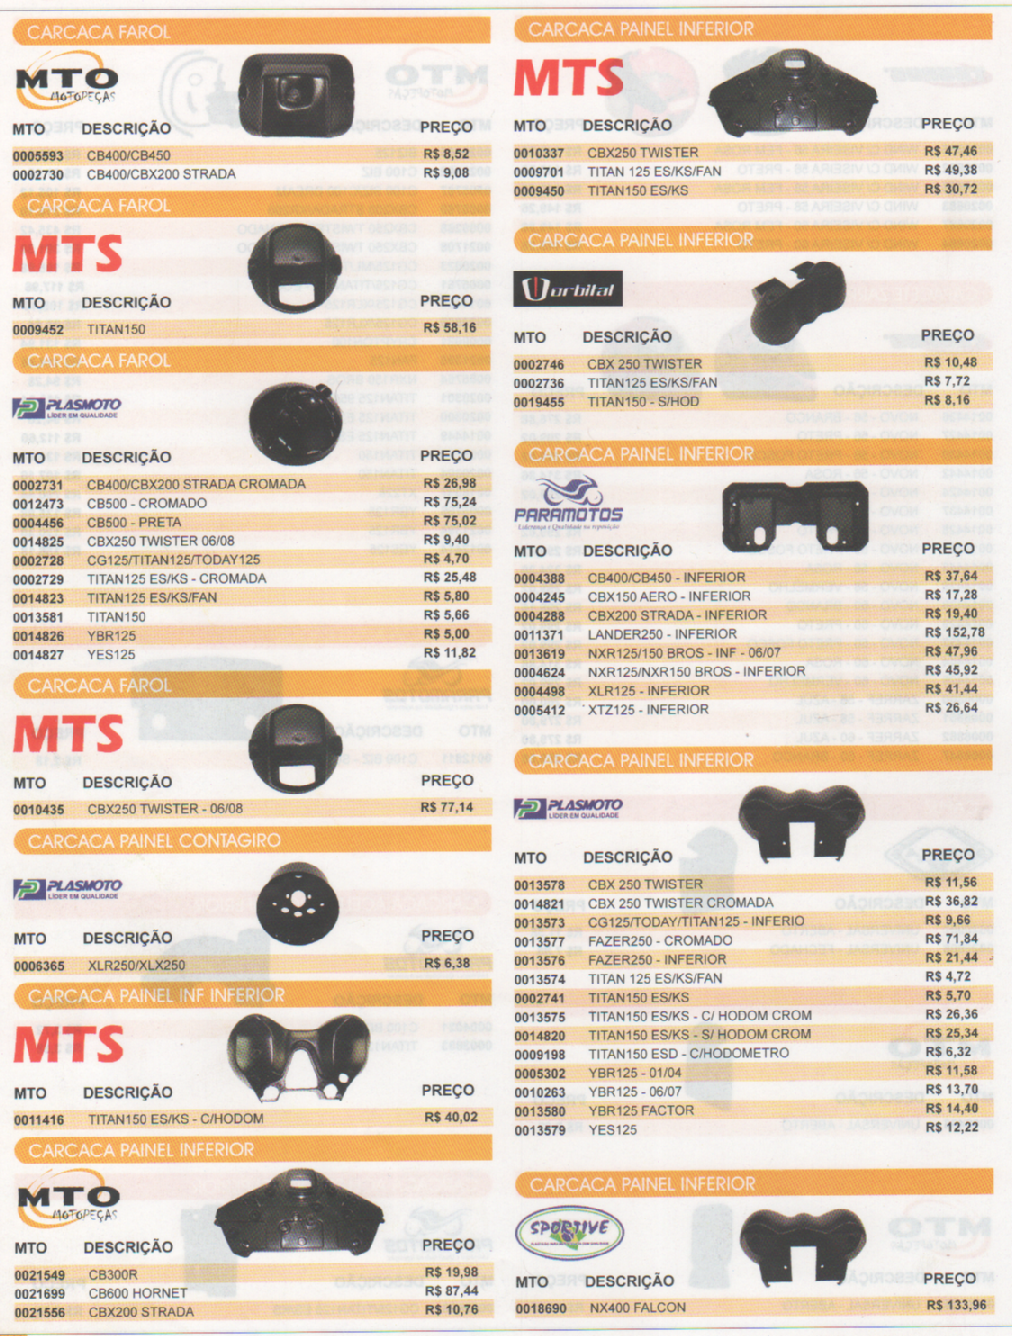 CARCACA FAROL
MTO
MOTOPEÇAS
MTO DESCRIÇÃO PREÇO
0005593 CB400/CB450 R$ 8,52
0002730 CB400/CBX200 STRADA R$ 9,08
CARCACA FAROL
MTS
MTO DESCRIÇÃO PREÇO
0009452 TITAN150 R$ 58,16
CARCACA FAROL
PLASMOTO
LÍDER EM QUALIDADE
MTO DESCRIÇÃO PREÇO
0002731 CB400/CBX200 STRADA CROMADA R$ 26,98
0012473 CB500 - CROMADO R$ 75,24
0004456 CB500 - PRETA R$ 75,02
0014825 CBX250 TWISTER 06/08 R$ 9,40
0002728 CG125/TITAN125/TODAY125 R$ 4,70
0002729 TITAN125 ES/KS - CROMADA R$ 25,48
0014823 TITAN125 ES/KS/FAN R$ 5,80
0013581 TITAN150 R$ 5,66
0014826 YBR125 R$ 5,00
0014827 YES125 R$ 11,82
CARCACA FAROL
MTS
MTO DESCRIÇÃO PREÇO
0010435 CBX250 TWISTER - 06/08 R$ 77,14
CARCACA PAINEL CONTAGIRO
PLASMOTO
LÍDER EM QUALIDADE
MTO DESCRIÇÃO PREÇO
0006365 XLR250/XLX250 R$ 6,38
CARCACA PAINEL INF INFERIOR
MTS
MTO DESCRIÇÃO PREÇO
0011416 TITAN150 ES/KS - C/HODOM R$ 40,02
CARCACA PAINEL INFERIOR
MTO
MOTOPEÇAS
MTO DESCRIÇÃO PREÇO
0021549 CB300R R$ 19,98
0021699 CB600 HORNET R$ 87,44
0021556 CBX200 STRADA R$ 10,76
CARCACA PAINEL INFERIOR
MTS
MTO DESCRIÇÃO PREÇO
0010337 CBX250 TWISTER R$ 47,46
0009701 TITAN 125 ES/KS/FAN R$ 49,38
0009450 TITAN150 ES/KS R$ 30,72
CARCACA PAINEL INFERIOR
Worbital
MTO DESCRIÇÃO PREÇO
0002746 CBX 250 TWISTER R$ 10,48
0002736 TITAN125 ES/KS/FAN R$ 7,72
0019455 TITAN150 - S/HOD R$ 8,16
CARCACA PAINEL INFERIOR
PARAMOTOS
Liderança e Qualidade na reposição
MTO DESCRIÇÃO PREÇO
0004388 CB400/CB450 - INFERIOR R$ 37,64
0004245 CBX150 AERO - INFERIOR R$ 17,28
0004288 CBX200 STRADA - INFERIOR R$ 19,40
0011371 LANDER250 - INFERIOR R$ 152,78
0013619 NXR125/150 BROS - INF - 06/07 R$ 47,96
0004624 NXR125/NXR150 BROS - INFERIOR R$ 45,92
0004498 XLR125 - INFERIOR R$ 41,44
0005412 XTZ125 - INFERIOR R$ 26,64
CARCACA PAINEL INFERIOR
PLASMOTO
LÍDER EM QUALIDADE
MTO DESCRIÇÃO PREÇO
0013578 CBX 250 TWISTER R$ 11,56
0014821 CBX 250 TWISTER CROMADA R$ 36,82
0013573 CG125/TODAY/TITAN125 - INFERIO R$ 9,66
0013577 FAZER250 - CROMADO R$ 71,84
0013576 FAZER250 - INFERIOR R$ 21,44
0013574 TITAN 125 ES/KS/FAN R$ 4,72
0002741 TITAN150 ES/KS R$ 5,70
0013575 TITAN150 ES/KS - C/ HODOM CROM R$ 26,36
0014820 TITAN150 ES/KS - S/ HODOM CROM R$ 25,34
0009198 TITAN150 ESD - C/HODOMETRO R$ 6,32
0005302 YBR125 - 01/04 R$ 11,58
0010263 YBR125 - 06/07 R$ 13,70
0013580 YBR125 FACTOR R$ 14,40
0013579 YES125 R$ 12,22
CARCACA PAINEL INFERIOR
SPORTIVE
MTO DESCRIÇÃO PREÇO
0018690 NX400 FALCON R$ 133,96